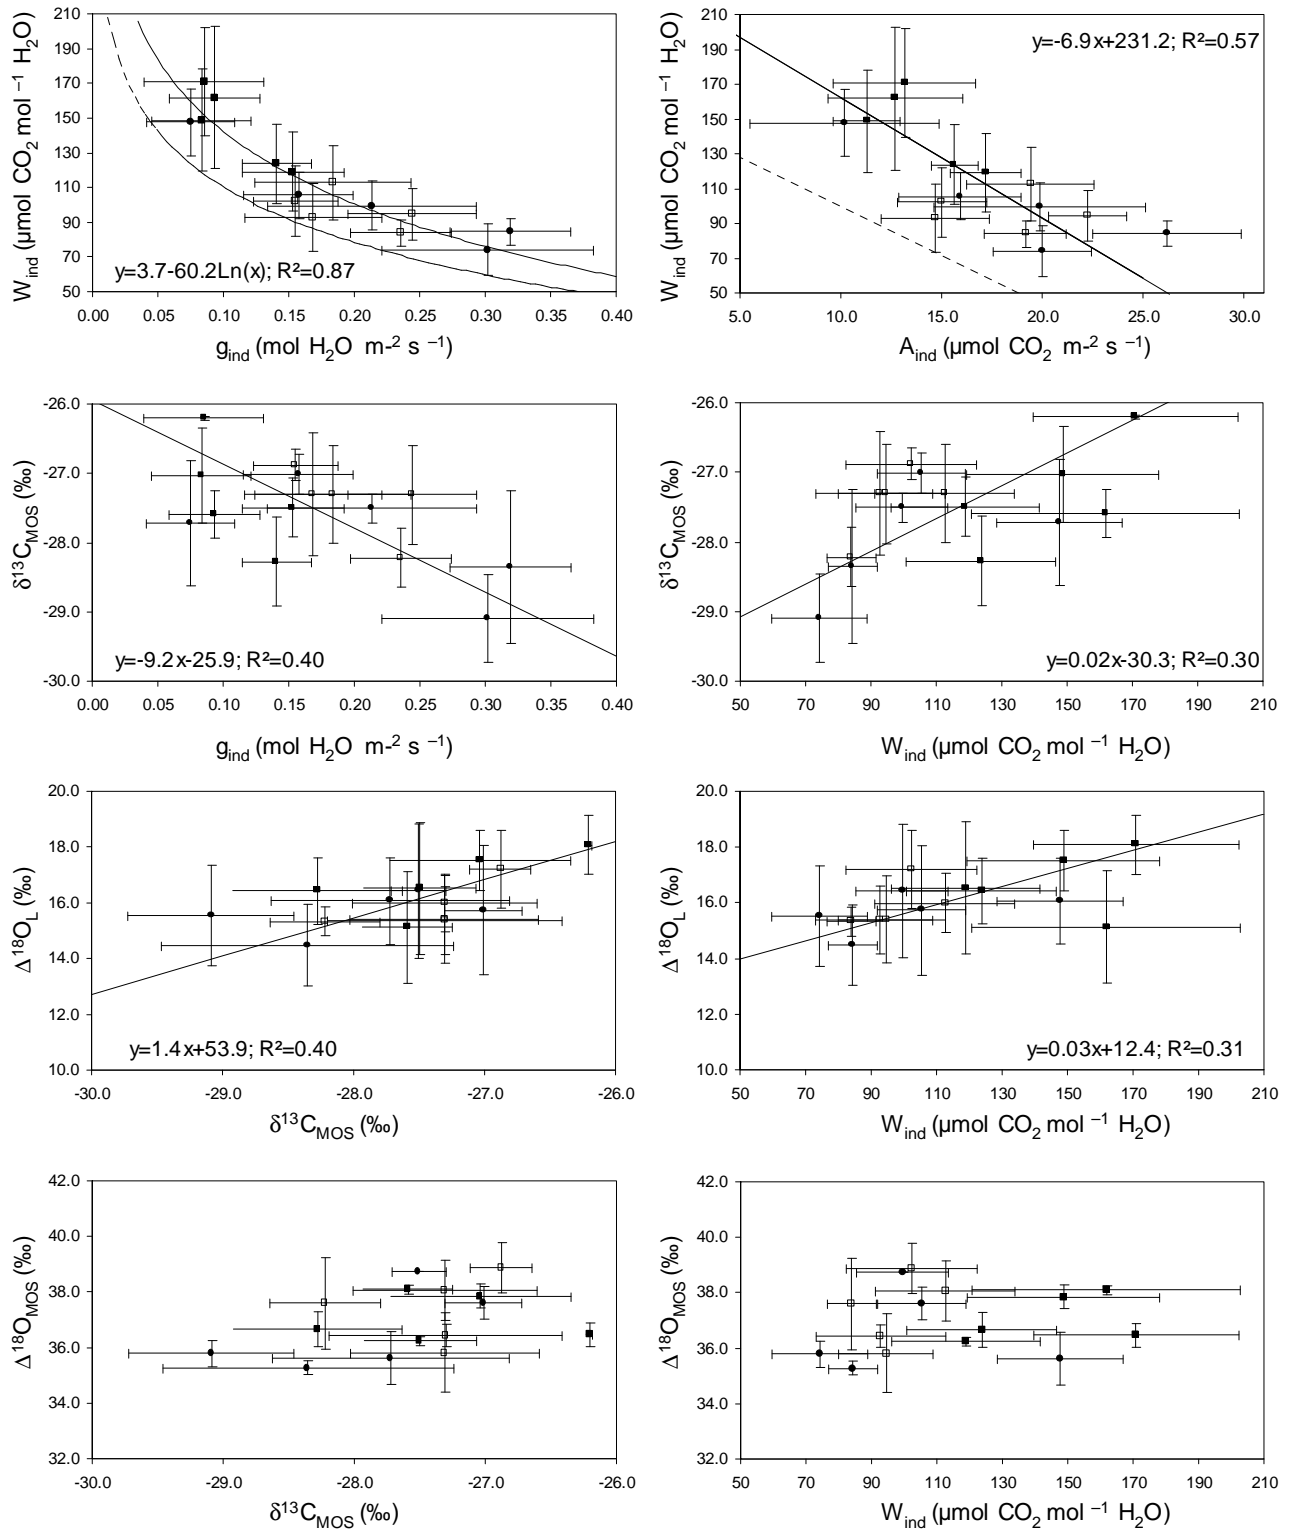 W_ind (µmol CO₂ mol ⁻¹ H₂O)
210
190
170
150
130
110
90
70
50
y=3.7-60.2Ln(x); R²=0.87
0.00 0.05 0.10 0.15 0.20 0.25 0.30 0.35 0.40
g_ind (mol H₂O m-² s ⁻¹)
W_ind (µmol CO₂ mol ⁻¹ H₂O)
210
190
170
150
130
110
90
70
50
y=-6.9x+231.2; R²=0.57
5.0 10.0 15.0 20.0 25.0 30.0
A_ind (µmol CO₂ m-² s ⁻¹)
δ¹³C_MOS (‰)
-26.0
-27.0
-28.0
-29.0
-30.0
y=-9.2x-25.9; R²=0.40
0.00 0.05 0.10 0.15 0.20 0.25 0.30 0.35 0.40
g_ind (mol H₂O m-² s ⁻¹)
δ¹³C_MOS (‰)
-26.0
-27.0
-28.0
-29.0
-30.0
y=0.02x-30.3; R²=0.30
50 70 90 110 130 150 170 190 210
W_ind (µmol CO₂ mol ⁻¹ H₂O)
Δ¹⁸O_L (‰)
20.0
18.0
16.0
14.0
12.0
10.0
y=1.4x+53.9; R²=0.40
-30.0 -29.0 -28.0 -27.0 -26.0
δ¹³C_MOS (‰)
Δ¹⁸O_L (‰)
20.0
18.0
16.0
14.0
12.0
10.0
y=0.03x+12.4; R²=0.31
50 70 90 110 130 150 170 190 210
W_ind (µmol CO₂ mol ⁻¹ H₂O)
Δ¹⁸O_MOS (‰)
42.0
40.0
38.0
36.0
34.0
32.0
-30.0 -29.0 -28.0 -27.0 -26.0
δ¹³C_MOS (‰)
Δ¹⁸O_MOS (‰)
42.0
40.0
38.0
36.0
34.0
32.0
50 70 90 110 130 150 170 190 210
W_ind (µmol CO₂ mol ⁻¹ H₂O)